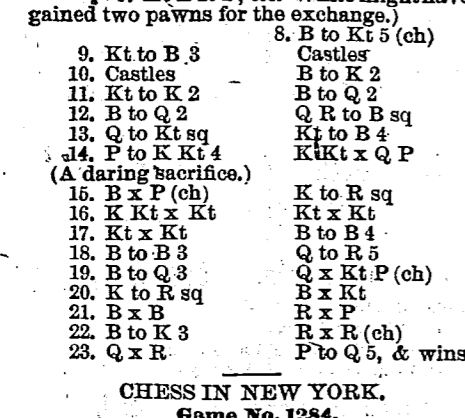 gained two pawns for the exchange.)
8. B to Kt 5 (ch)
9. Kt to B 3 Castles
10. Castles B to K 2
11. Kt to K 2 B to Q 2
12. B to Q 2 Q R to B sq
13. Q to Kt sq Kt to B 4
14. P to K Kt 4 K Kt x Q P
(A daring sacrifice.)
15. B x P (ch) K to R sq
16. K Kt x Kt Kt x Kt
17. Kt x Kt B to B 4
18. B to B 3 Q to R 5
19. B to Q 3 Q x Kt P (ch)
20. K to R sq B x Kt
21. B x B R x P
22. B to K 3 R x R (ch)
23. Q x R P to Q 5, & wins
CHESS IN NEW YORK.
Game No. 1284.